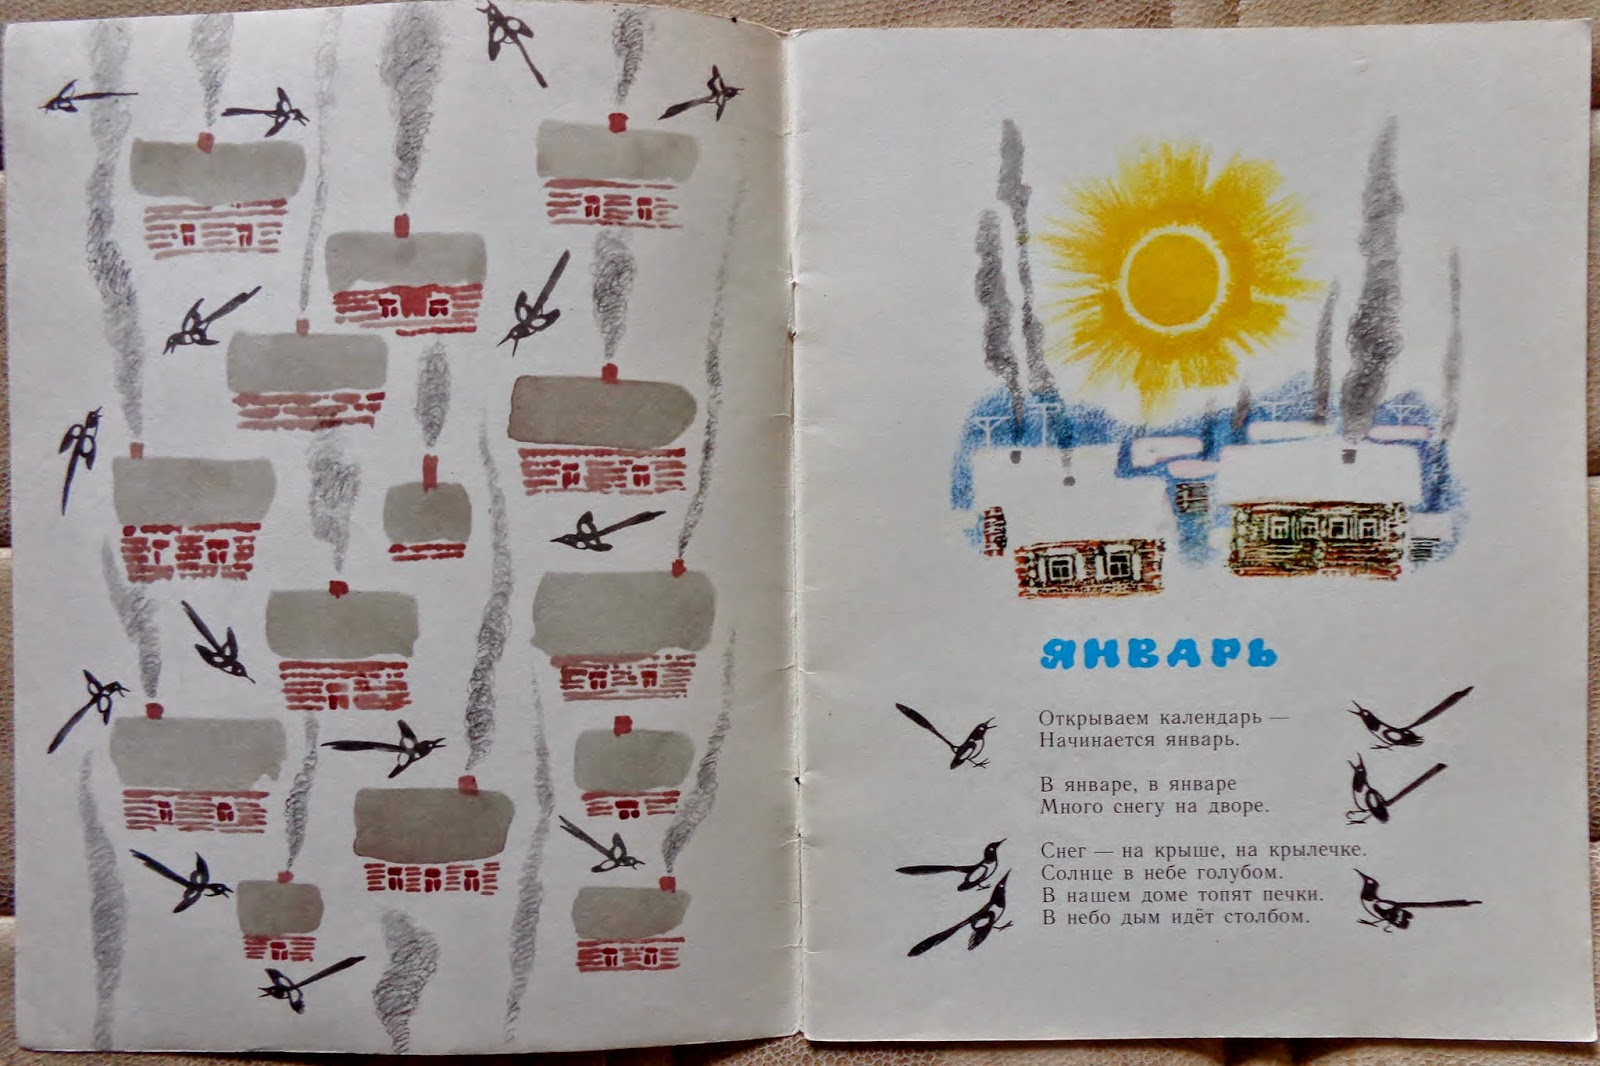 ЯНВАРЬ
Открываем календарь —
Начинается январь.
В январе, в январе
Много снегу на дворе.
Снег — на крыше, на крылечке.
Солнце в небе голубом.
В нашем доме топят печки.
В небо дым идёт столбом.